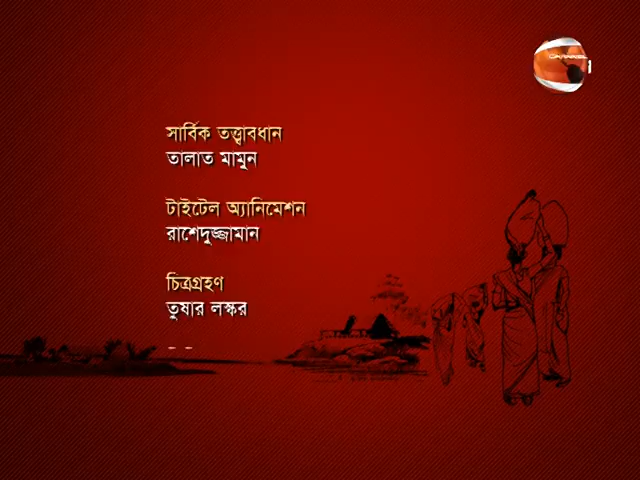 সার্বিক তত্ত্বাবধান
তালাত মামুন
টাইটেল অ্যানিমেশন
রাশেদুজ্জামান
চিত্রগ্রহণ
তুষার লস্কর